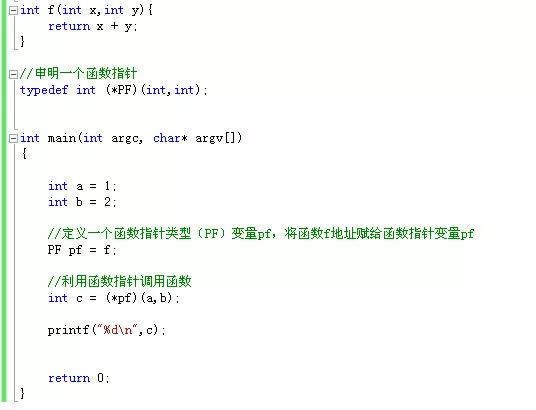 int f(int x,int y){
    return x + y;
}
//申明一个函数指针
typedef int (*PF)(int,int);
int main(int argc, char* argv[])
{
    int a = 1;
    int b = 2;
    //定义一个函数指针类型（PF）变量pf，将函数f地址赋给函数指针变量pf
    PF pf = f;
    //利用函数指针调用函数
    int c = (*pf)(a,b);
    printf("%d\n",c);
    return 0;
}